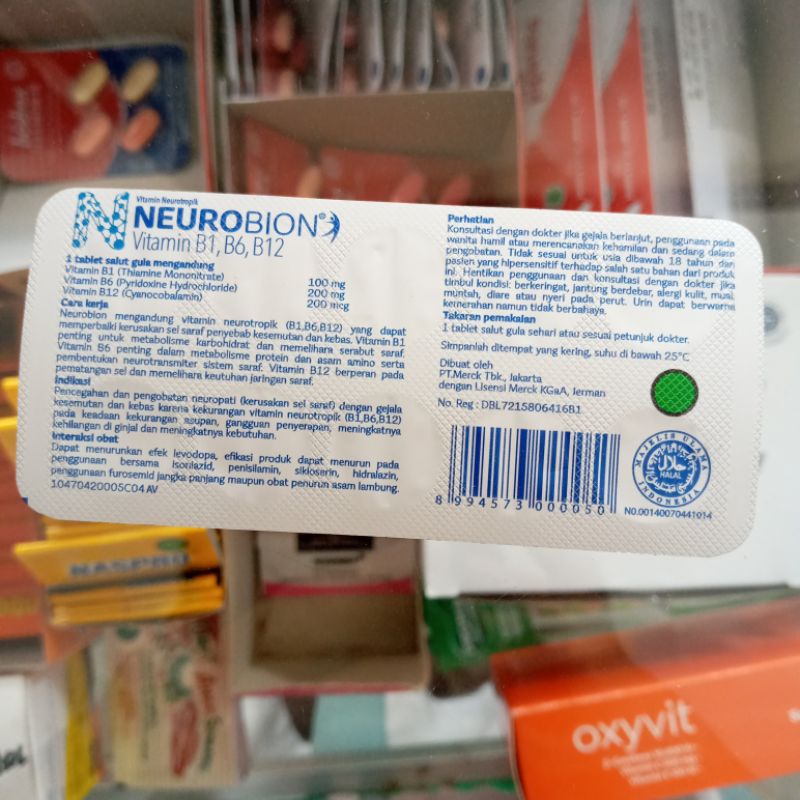 Vitamin Neurotropik
NEUROBION
Vitamin B1, B6, B12
1 tablet salut gula mengandung
Vitamin B1 (Thiamine Mononitrate) 100 mg
Vitamin B6 (Pyridoxine Hydrochloride) 200 mg
Vitamin B12 (Cyanocobalamin) 200 mcg
Cara kerja
Neurobion mengandung vitamin neurotropik (B1,B6,B12) yang dapat
memperbaiki kerusakan sel saraf penyebab kesemutan dan kebas. Vitamin B1
penting untuk metabolisme karbohidrat dan memelihara serabut saraf.
Vitamin B6 penting dalam metabolisme protein dan asam amino serta
pembentukan neurotransmiter sistem saraf. Vitamin B12 berperan pada
pematangan sel dan memelihara keutuhan jaringan saraf.
Indikasi
Pencegahan dan pengobatan neuropati (kerusakan sel saraf) dengan gejala
kesemutan dan kebas karena kekurangan vitamin neurotropik (B1,B6,B12)
pada keadaan kekurangan asupan, gangguan penyerapan, meningkatnya
kehilangan di ginjal dan meningkatnya kebutuhan.
Interaksi obat
Dapat menurunkan efek levodopa, efikasi produk dapat menurun pada
penggunaan bersama isoniazid, penisilamin, sikloserin, hidralazin,
penggunaan furosemid jangka panjang maupun obat penurun asam lambung.
10470420005C04 AV
Perhatian
Konsultasi dengan dokter jika gejala berlanjut, penggunaan pada
wanita hamil atau merencanakan kehamilan dan sedang dalam
pengobatan. Tidak sesuai untuk usia dibawah 18 tahun dan
pasien yang hipersensitif terhadap salah satu bahan dari produk
ini. Hentikan penggunaan dan konsultasi dengan dokter jika
timbul kondisi: berkeringat, jantung berdebar, alergi kulit, mual,
muntah, diare atau nyeri pada perut. Urin dapat berwarna
kemerahan namun tidak berbahaya.
Takaran pemakaian
1 tablet salut gula sehari atau sesuai petunjuk dokter.
Simpanlah ditempat yang kering, suhu di bawah 25°C
Dibuat oleh
PT.Merck Tbk., Jakarta
dengan Lisensi Merck KGaA, Jerman
No. Reg : DBL7215806416B1
8 994573 000050
MAJELIS ULAMA
حلال
HALAL
INDONESIA
N0.00140070441014
NASPRO
oxyvit